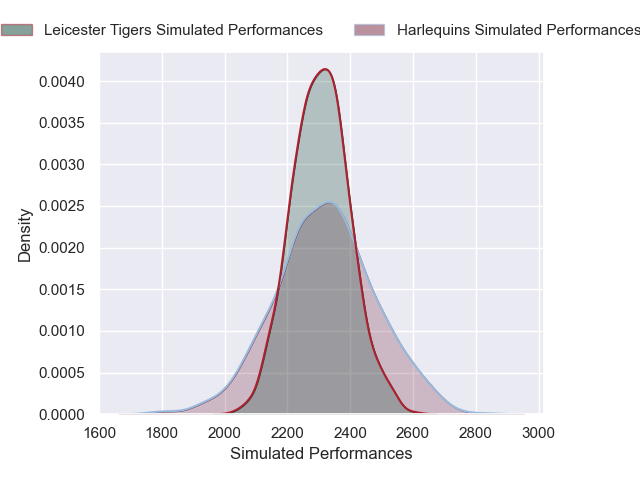 Leicester Tigers Simulated Performances Harlequins Simulated Performances
0.0040
0.0035
0.0030
0.0025
0.0020
0.0015
0.0010
0.0005
0.0000
Density
1600 1800 2000 2200 2400 2600 2800 3000
Simulated Performances